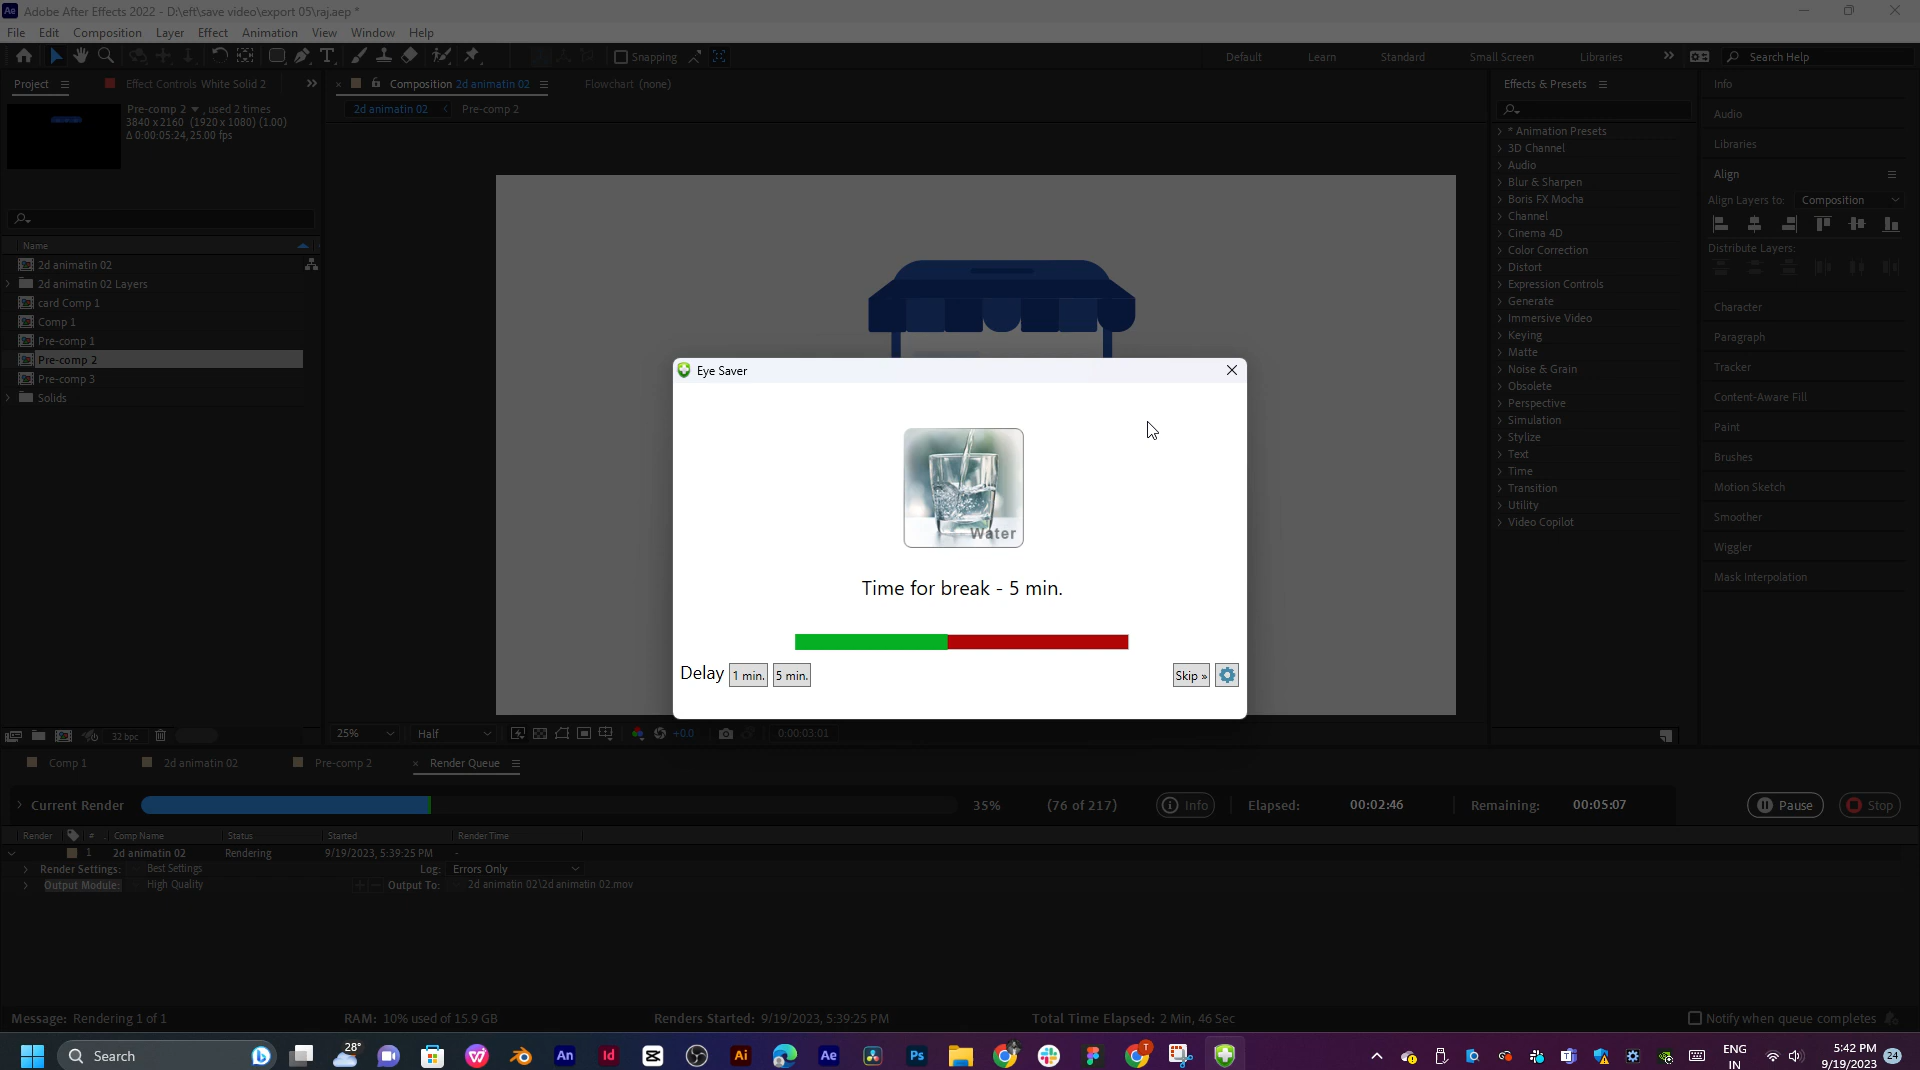 Adobe After Effects 2022 - D:\eft\save video\export 05\raj.aep *
File Edit Composition Layer Effect Animation View Window Help
Snapping
Default Learn Standard Small Screen Libraries
Search Help
Project
Effect Controls White Solid 2
Pre-comp 2 , used 2 times
3840 x 2160 (1920 x 1080) (1.00)
Δ 0:00:05:24, 25.00 fps
Name
2d animatin 02
2d animatin 02 Layers
card Comp 1
Comp 1
Pre-comp 1
Pre-comp 2
Pre-comp 3
Solids
32 bpc
Composition 2d animatin 02
Flowchart (none)
2d animatin 02 Pre-comp 2
25% Half +0.0 0:00:03:01
Eye Saver
Water
Time for break - 5 min.
Delay 1 min. 5 min.
Skip »
Effects & Presets
* Animation Presets
3D Channel
Audio
Blur & Sharpen
Boris FX Mocha
Channel
Cinema 4D
Color Correction
Distort
Expression Controls
Generate
Immersive Video
Keying
Matte
Noise & Grain
Obsolete
Perspective
Simulation
Stylize
Text
Time
Transition
Utility
Video Copilot
Info
Audio
Libraries
Align
Align Layers to: Composition
Distribute Layers:
Character
Paragraph
Tracker
Content-Aware Fill
Paint
Brushes
Motion Sketch
Smoother
Wiggler
Mask Interpolation
Comp 1 2d animatin 02 Pre-comp 2 Render Queue
Current Render 35% (76 of 217) Info Elapsed: 00:02:46 Remaining: 00:05:07 Pause Stop
Render # Comp Name Status Started Render Time
1 2d animatin 02 Rendering 9/19/2023, 5:39:25 PM -
Render Settings: Best Settings Log: Errors Only
Output Module: High Quality Output To: 2d animatin 02\2d animatin 02.mov
Message: Rendering 1 of 1 RAM: 10% used of 15.9 GB Renders Started: 9/19/2023, 5:39:25 PM Total Time Elapsed: 2 Min, 46 Sec Notify when queue completes
Search 28° An Id Ai Ae Ps
ENG
IN
5:42 PM
9/19/2023
24